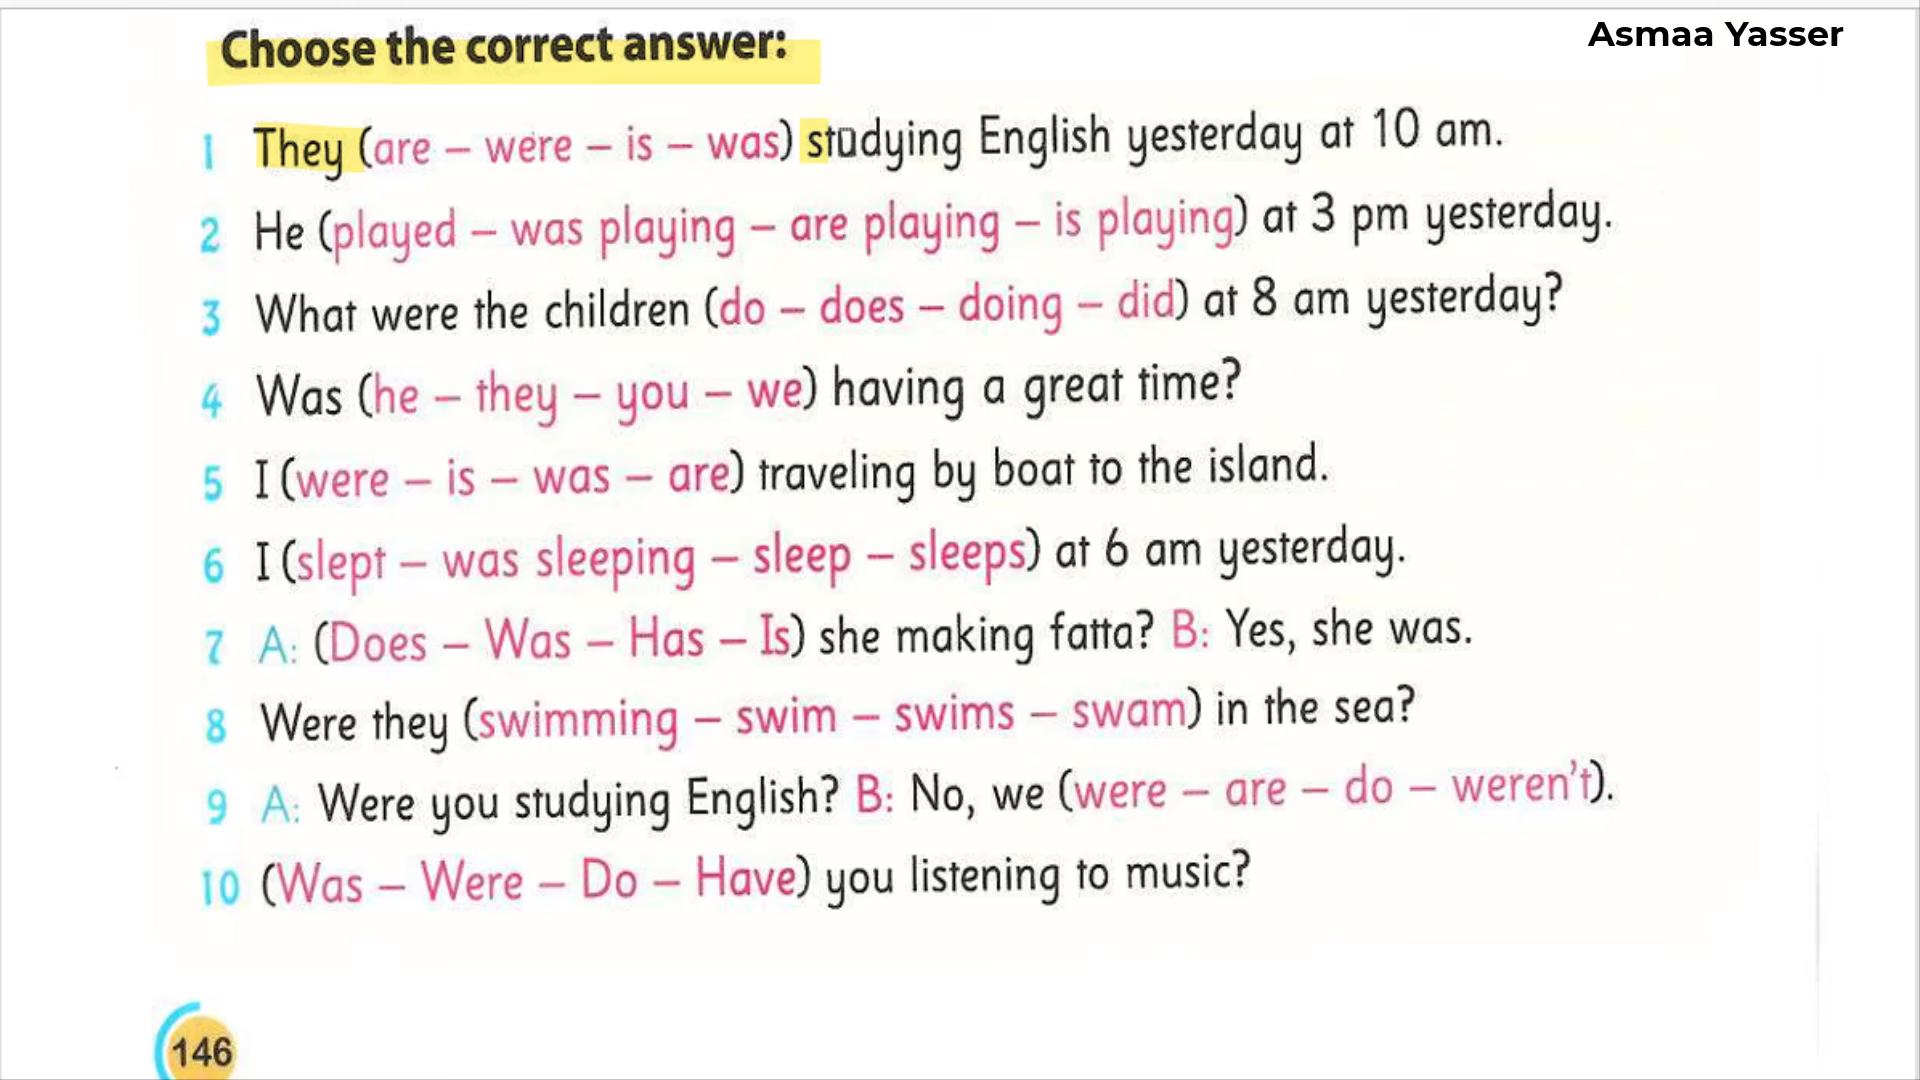 Asmaa Yasser
Choose the correct answer:
1 They (are – were – is – was) studying English yesterday at 10 am.
2 He (played – was playing – are playing – is playing) at 3 pm yesterday.
3 What were the children (do – does – doing – did) at 8 am yesterday?
4 Was (he – they – you – we) having a great time?
5 I (were – is – was – are) traveling by boat to the island.
6 I (slept – was sleeping – sleep – sleeps) at 6 am yesterday.
7 A: (Does – Was – Has – Is) she making fatta? B: Yes, she was.
8 Were they (swimming – swim – swims – swam) in the sea?
9 A: Were you studying English? B: No, we (were – are – do – weren't).
10 (Was – Were – Do – Have) you listening to music?
146